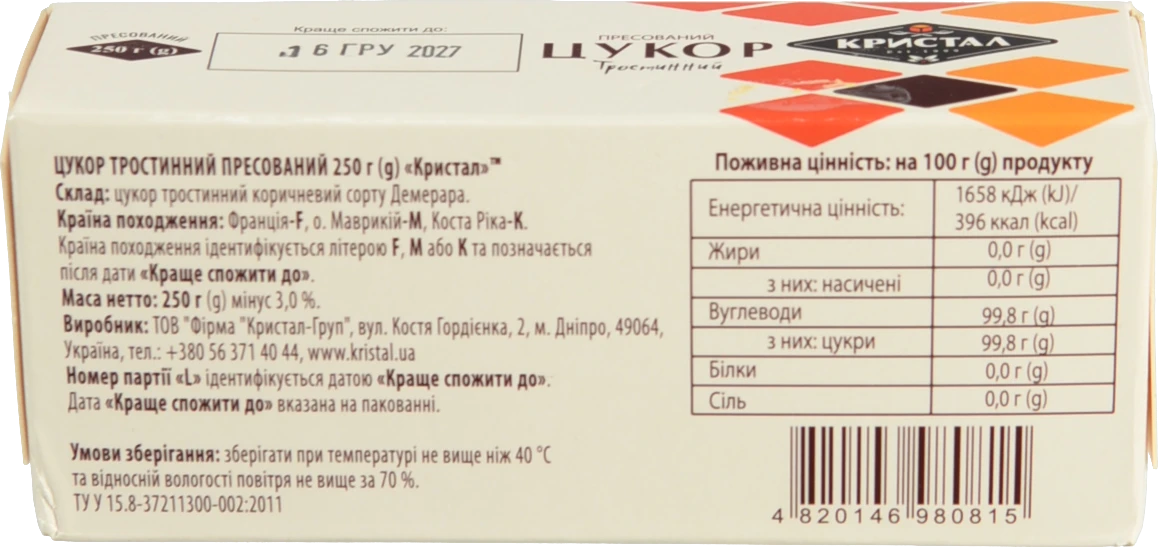 250 г (g)
Краще спожити до:
.1 6 ГРУ 2027
ПРЕСОВАНИЙ
ЦУКОР
Тростинний
КРИСТАЛ
ЦУКОР ТРОСТИННИЙ ПРЕСОВАНИЙ 250 г (g) «Кристал»™
Склад: цукор тростинний коричневий сорту Демерара.
Країна походження: Франція-F, о. Маврикій-М, Коста Ріка-К.
Країна походження ідентифікується літерою F, М або К та позначається
після дати «Краще спожити до».
Маса нетто: 250 г (g) мінус 3,0 %.
Виробник: ТОВ "Фірма "Кристал-Груп", вул. Костя Гордієнка, 2, м. Дніпро, 49064,
Україна, тел.: +380 56 371 40 44, www.kristal.ua
Номер партії «L» ідентифікується датою «Краще спожити до».
Дата «Краще спожити до» вказана на пакованні.
Умови зберігання: зберігати при температурі не вище ніж 40 °С
та відносній вологості повітря не вище за 70 %.
ТУ У 15.8-37211300-002:2011
Поживна цінність: на 100 г (g) продукту
Енергетична цінність: 1658 кДж (kJ)/
396 ккал (kcal)
Жири 0,0 г (g)
з них: насичені 0,0 г (g)
Вуглеводи 99,8 г (g)
з них: цукри 99,8 г (g)
Білки 0,0 г (g)
Сіль 0,0 г (g)
4 820146 980815